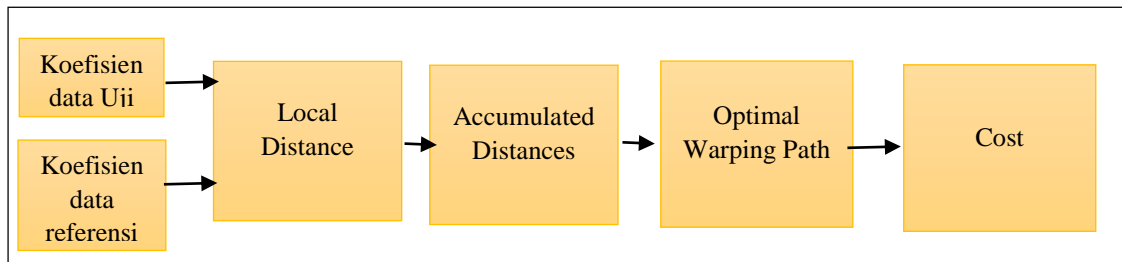 Koefisien
data Uji
Koefisien
data
referensi
Local
Distance
Accumulated
Distances
Optimal
Warping Path
Cost